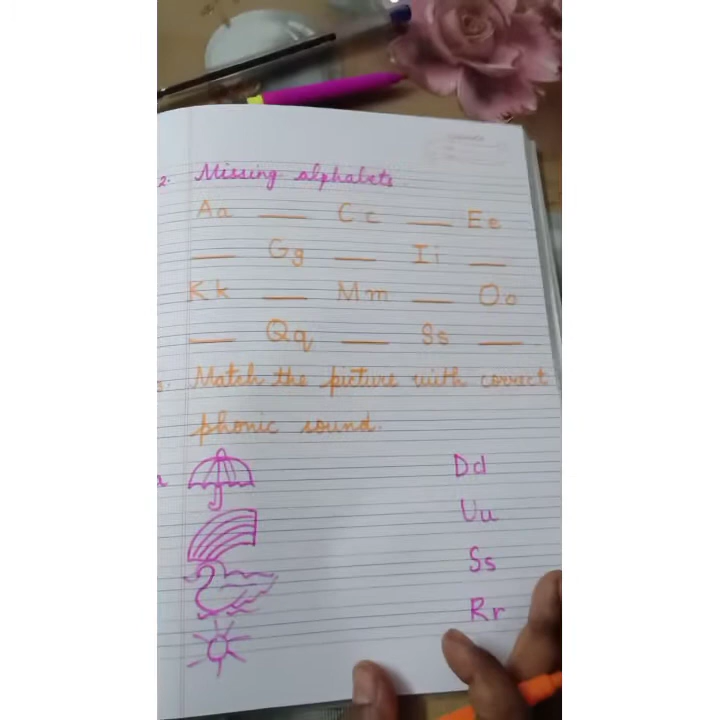 2. Missing alphabets
Aa ___ Cc ___ Ee
___ Gg ___ Ii ___
Kk ___ Mm ___ Oo
___ Qq ___ Ss ___
3. Match the picture with correct
phonic sound.
Dd
Uu
Ss
Rr